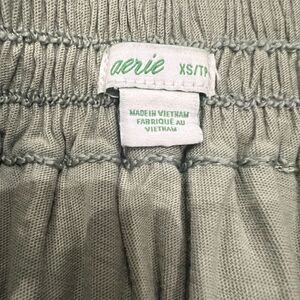 aerie XS/TP
MADE IN VIETNAM
FABRIQUÉ AU
VIETNAM